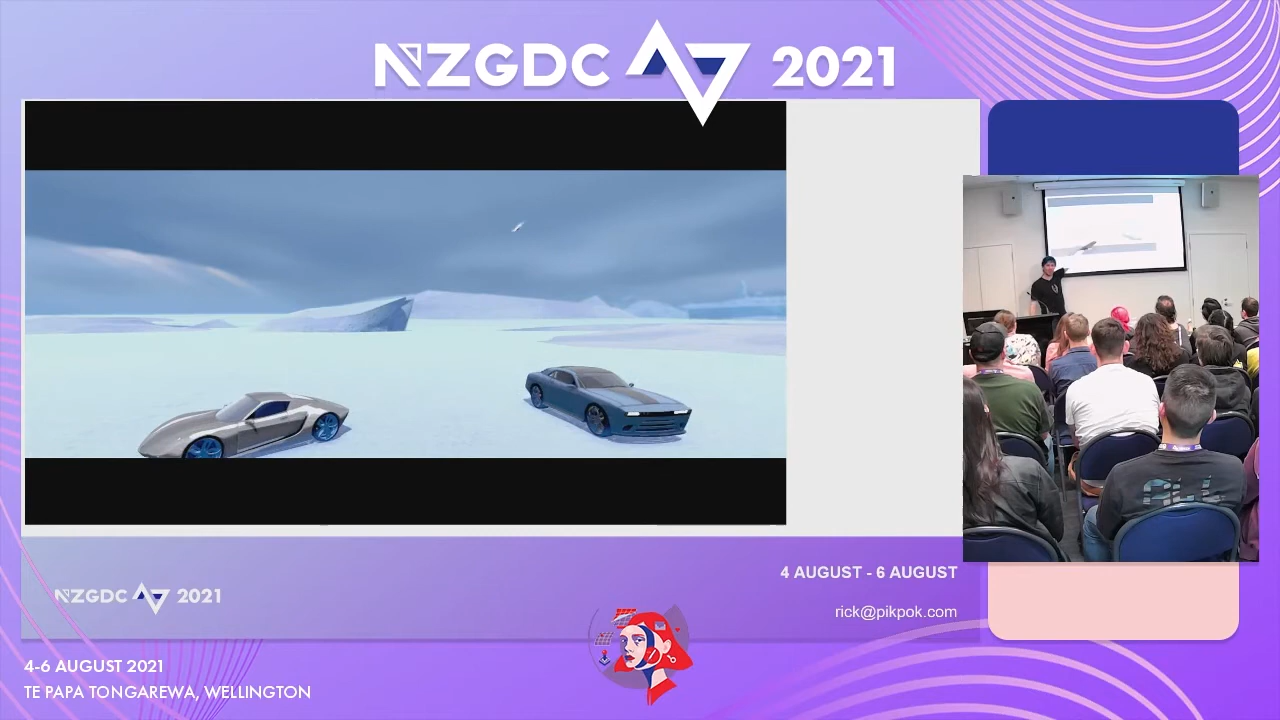 NZGDC 2021
4 AUGUST - 6 AUGUST
NZGDC 2021
rick@pikpok.com
4-6 AUGUST 2021
TE PAPA TONGAREWA, WELLINGTON
ALL